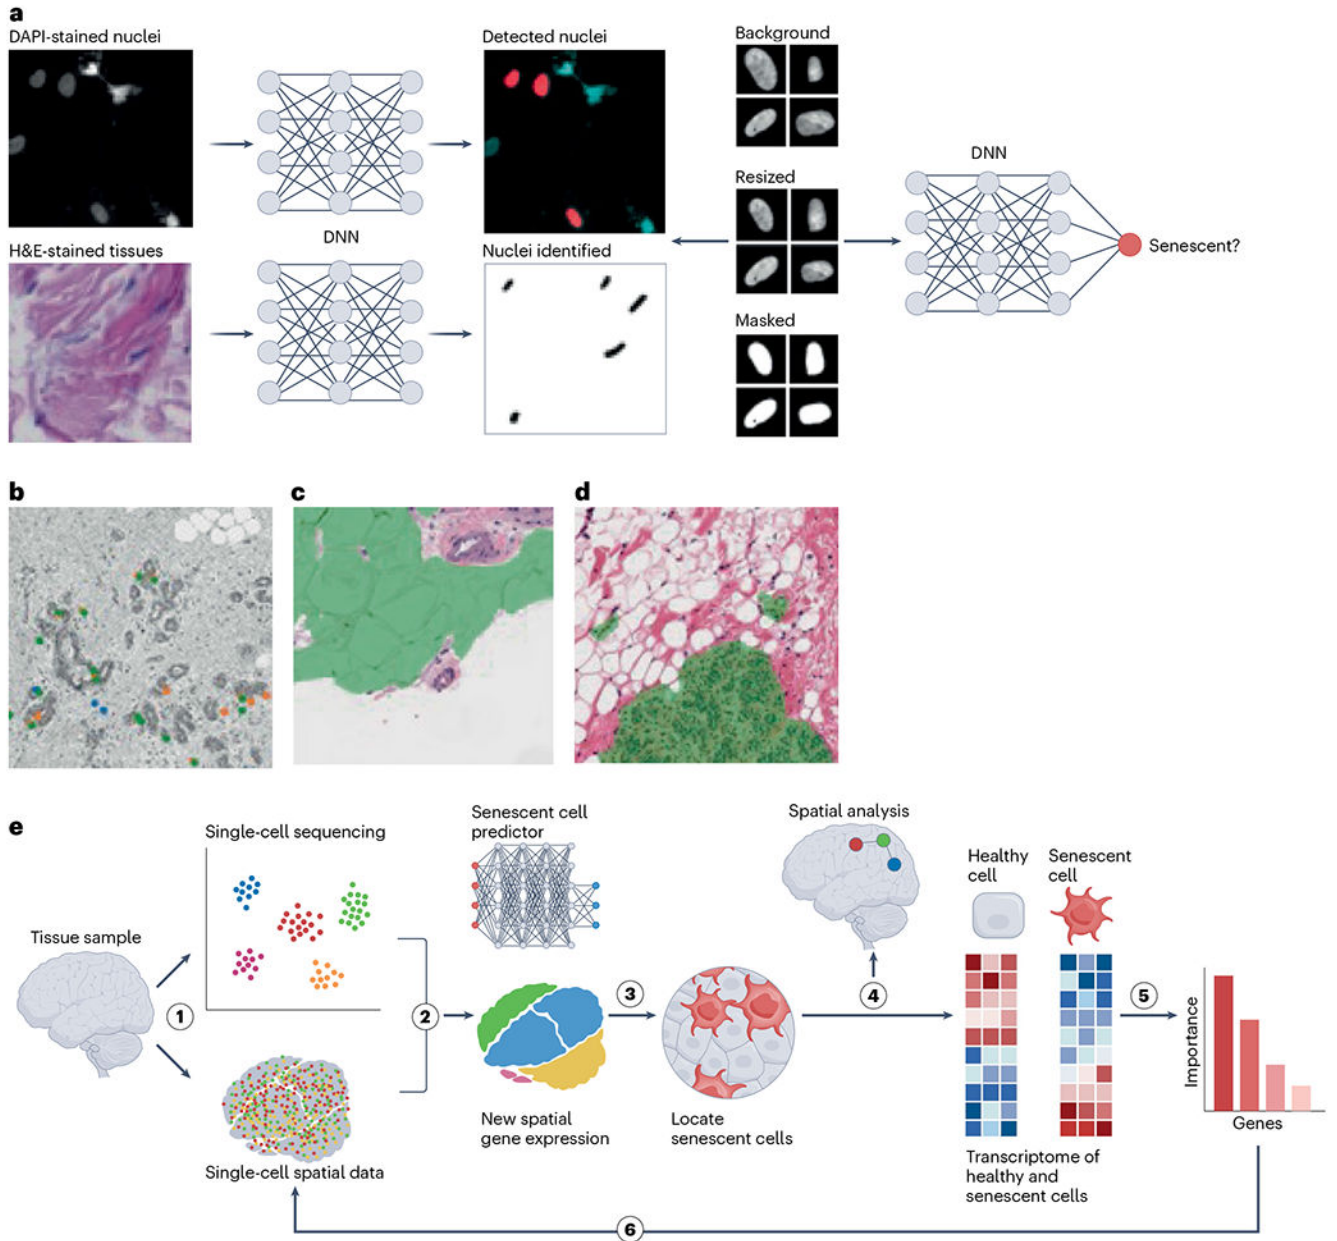 a
DAPI-stained nuclei
Detected nuclei
Background
DNN
Resized
DNN
Senescent?
H&E-stained tissues
Nuclei identified
Masked
b
c
d
e
Single-cell sequencing
Senescent cell
predictor
Spatial analysis
Healthy
cell
Senescent
cell
Tissue sample
1
2
3
4
5
Importance
Genes
New spatial
gene expression
Locate
senescent cells
Transcriptome of
healthy and
senescent cells
Single-cell spatial data
6